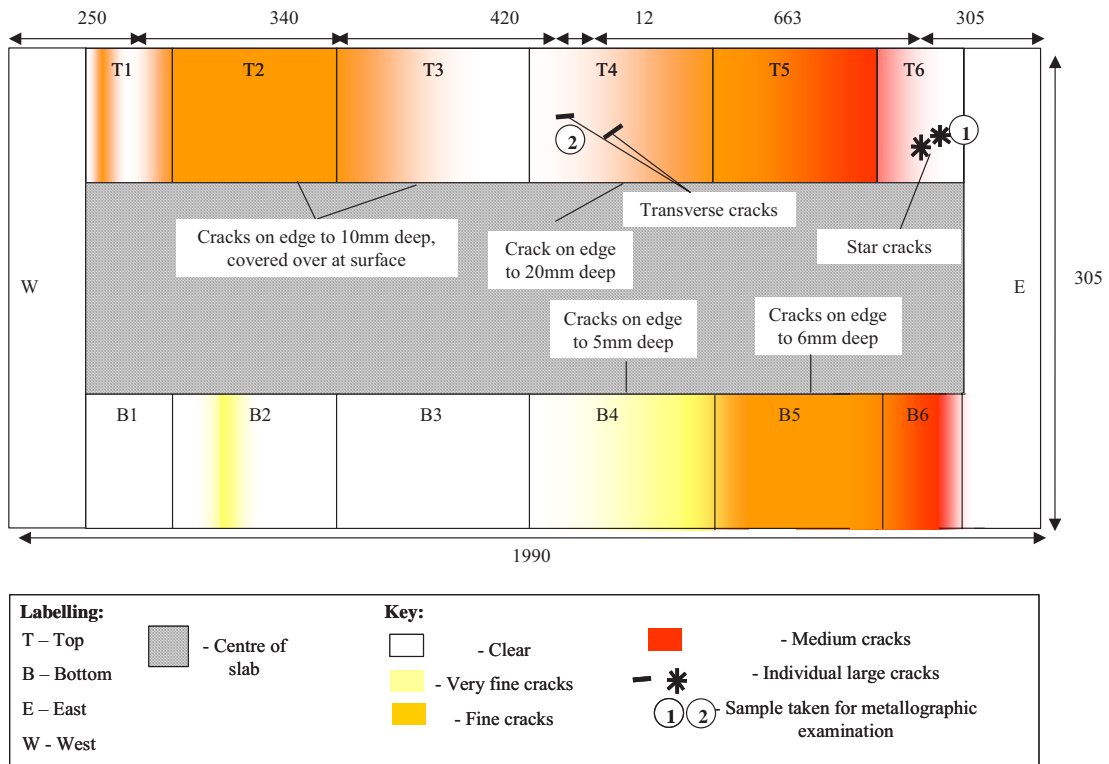 250 340 420 12 663 305
T1 T2 T3 T4 T5 T6
1
2
Transverse cracks
Cracks on edge to 10mm deep,
covered over at surface
Crack on edge
to 20mm deep
Star cracks
W
E
305
Cracks on edge
to 5mm deep
Cracks on edge
to 6mm deep
B1 B2 B3 B4 B5 B6
1990
Labelling:
T – Top
B – Bottom
E – East
W - West
- Centre of
slab
Key:
- Clear
- Very fine cracks
- Fine cracks
- Medium cracks
- Individual large cracks
1 2 - Sample taken for metallographic
examination